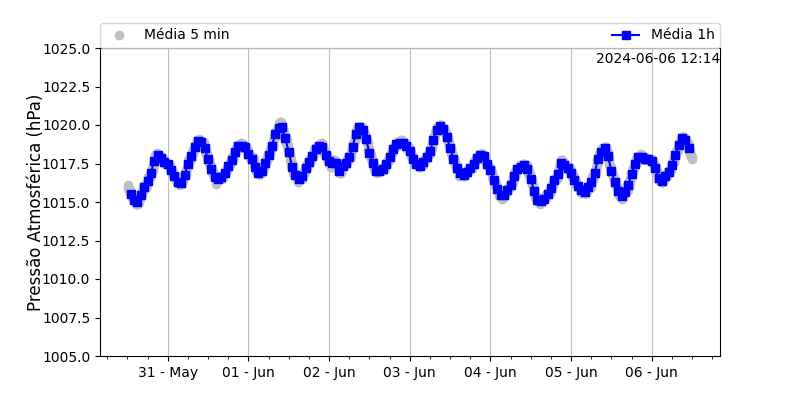 Média 5 min
Média 1h
2024-06-06 12:14
Pressão Atmosférica (hPa)
1025.0
1022.5
1020.0
1017.5
1015.0
1012.5
1010.0
1007.5
1005.0
31 - May
01 - Jun
02 - Jun
03 - Jun
04 - Jun
05 - Jun
06 - Jun